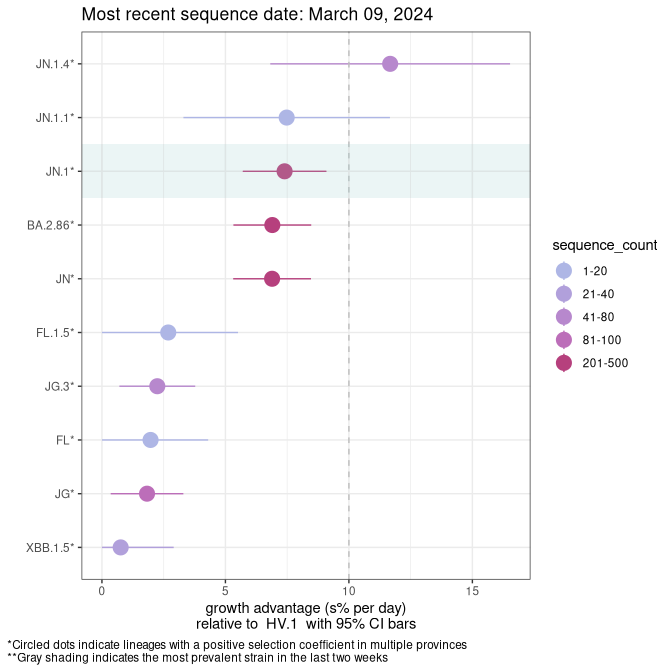 Most recent sequence date: March 09, 2024
JN.1.4*
JN.1.1*
JN.1*
BA.2.86*
JN*
FL.1.5*
JG.3*
FL*
JG*
XBB.1.5*
0 5 10 15
growth advantage (s% per day)
relative to HV.1 with 95% CI bars
sequence_count
1-20
21-40
41-80
81-100
201-500
*Circled dots indicate lineages with a positive selection coefficient in multiple provinces
**Gray shading indicates the most prevalent strain in the last two weeks